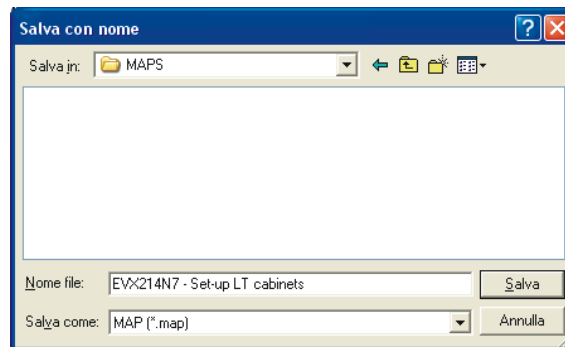 Salva con nome
Salva in: MAPS
Nome file: EVX214N7 - Set-up LT cabinets Salva
Salva come: MAP (*.map) Annulla